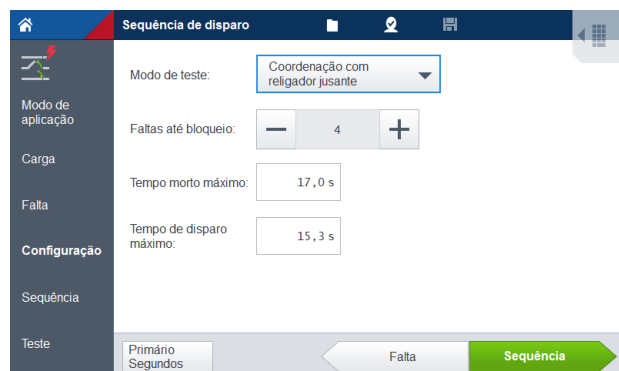 Sequência de disparo
Modo de teste:
Coordenação com
religador jusante
Modo de
aplicação
Faltas até bloqueio:
4
Carga
Tempo morto máximo:
17,0 s
Falta
Tempo de disparo
máximo:
15,3 s
Configuração
Sequência
Teste
Primário
Segundos
Falta
Sequência